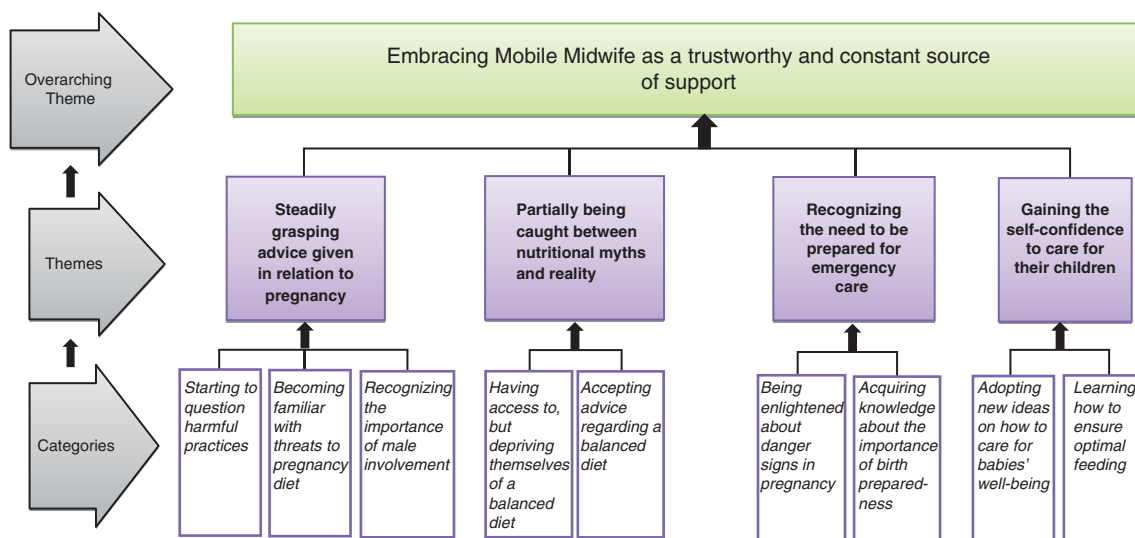 Overarching
Theme
Embracing Mobile Midwife as a trustworthy and constant source
of support
Themes
Steadily
grasping
advice given
in relation to
pregnancy
Partially being
caught between
nutritional myths
and reality
Recognizing
the need to be
prepared for
emergency
care
Gaining the
self-confidence
to care for
their children
Categories
Starting to
question
harmful
practices
Becoming
familiar
with
threats to
pregnancy
diet
Recognizing
the
importance
of male
involvement
Having
access to,
but depriving
themselves
of a
balanced
diet
Accepting
advice
regarding a
balanced
diet
Being
enlightened
about
danger
signs in
pregnancy
Acquiring
knowledge
about the
importance
of birth
prepared-
ness
Adopting
new ideas
on how to
care for
babies'
well-being
Learning
how to
ensure
optimal
feeding